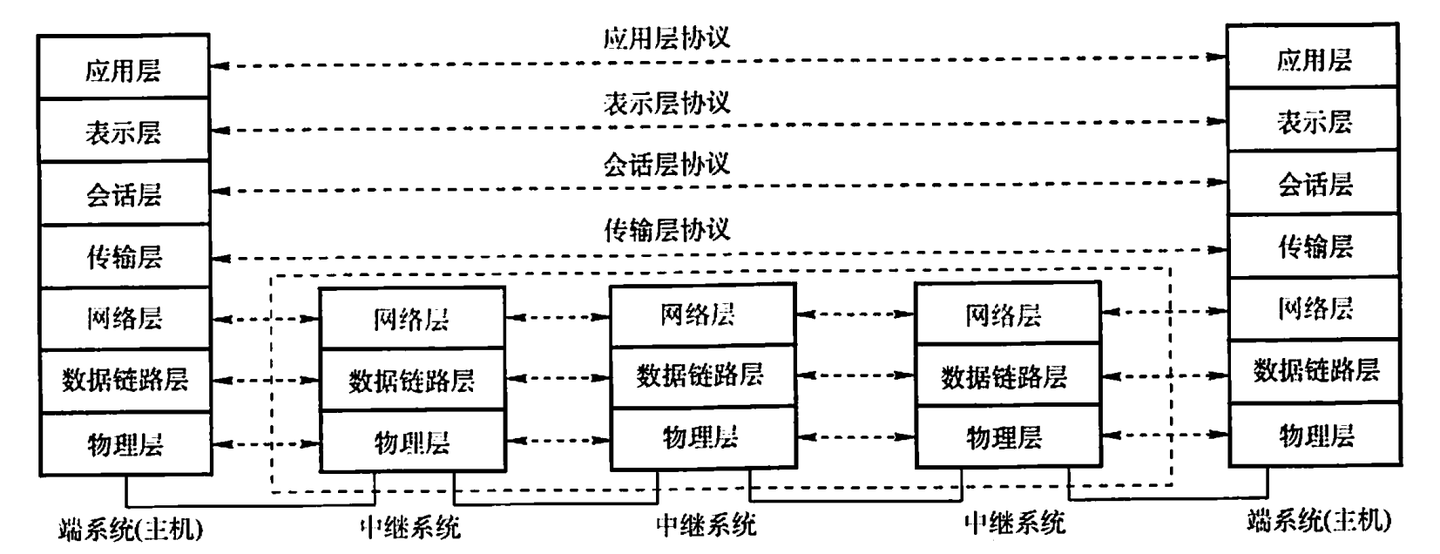 应用层协议
应用层
应用层
表示层协议
表示层
表示层
会话层协议
会话层
会话层
传输层协议
传输层
传输层
网络层
网络层
网络层
网络层
网络层
数据链路层
数据链路层
数据链路层
数据链路层
数据链路层
物理层
物理层
物理层
物理层
物理层
端系统(主机)
中继系统
中继系统
中继系统
端系统(主机)